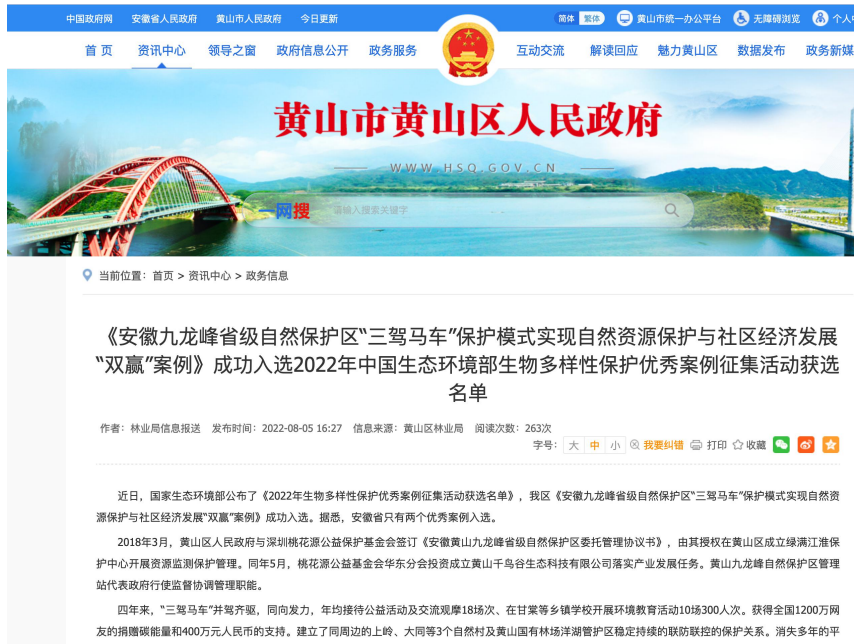 中国政府网 安徽省人民政府 黄山市人民政府 今日更新 简体 繁体 黄山市统一办公平台 无障碍浏览 个人
首 页 资讯中心 领导之窗 政府信息公开 政务服务 互动交流 解读回应 魅力黄山区 数据发布 政务新媒
黄山市黄山区人民政府
WWW.HSQ.GOV.CN
一网搜 请输入搜索关键字
当前位置：首页 > 资讯中心 > 政务信息
《安徽九龙峰省级自然保护区“三驾马车”保护模式实现自然资源保护与社区经济发展
“双赢”案例》成功入选2022年中国生态环境部生物多样性保护优秀案例征集活动获选
名单
作者：林业局信息报送 发布时间：2022-08-05 16:27 信息来源：黄山区林业局 阅读次数：263次
字号： 大 中 小 我要纠错 打印 收藏
近日，国家生态环境部公布了《2022年生物多样性保护优秀案例征集活动获选名单》，我区《安徽九龙峰省级自然保护区“三驾马车”保护模式实现自然资
源保护与社区经济发展“双赢”案例》成功入选。据悉，安徽省只有两个优秀案例入选。
2018年3月，黄山区人民政府与深圳桃花源公益保护基金会签订《安徽黄山九龙峰省级自然保护区委托管理协议书》，由其授权在黄山区成立绿满江淮保
护中心开展资源监测保护管理。同年5月，桃花源公益基金会华东分会投资成立黄山千鸟谷生态科技有限公司落实产业发展任务。黄山九龙峰自然保护区管理
站代表政府行使监督协调管理职能。
四年来，“三驾马车”并驾齐驱，同向发力，年均接待公益活动及交流观摩18场次、在甘棠等乡镇学校开展环境教育活动10场300人次。获得全国1200万网
友的捐赠碳能量和400万元人民币的支持。建立了同周边的上岭、大同等3个自然村及黄山国有林场洋湖管护区稳定持续的联防联控的保护关系。消失多年的平